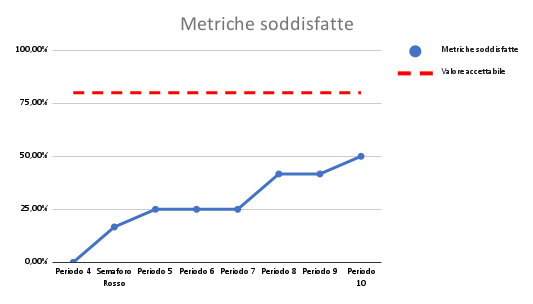 Metriche soddisfatte
100,00%
75,00%
50,00%
25,00%
0,00%
Periodo 4
Semaforo
Rosso
Periodo 5
Periodo 6
Periodo 7
Periodo 8
Periodo 9
Periodo
10
Metriche soddisfatte
Valore accettabile